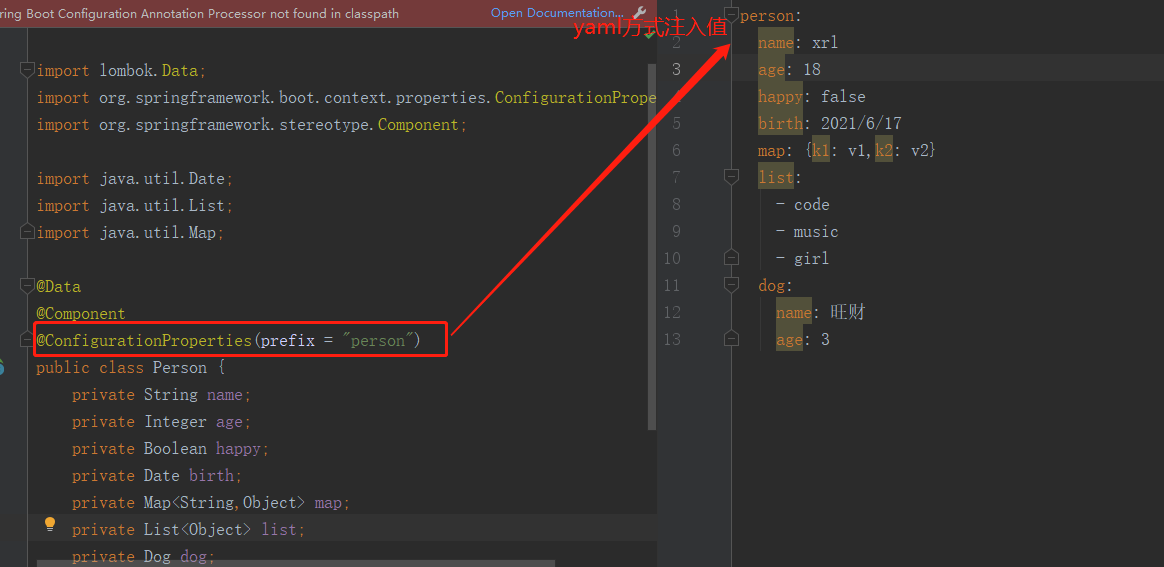 ring Boot Configuration Annotation Processor not found in classpath
Open Documentation...
yaml方式注入值
import lombok.Data;
import org.springframework.boot.context.properties.ConfigurationPrope
import org.springframework.stereotype.Component;
import java.util.Date;
import java.util.List;
import java.util.Map;
@Data
@Component
@ConfigurationProperties(prefix = "person")
public class Person {
private String name;
private Integer age;
private Boolean happy;
private Date birth;
private Map<String,Object> map;
private List<Object> list;
private Dog dog;
1 person:
2 name: xrl
3 age: 18
happy: false
5 birth: 2021/6/17
6 map: {k1: v1,k2: v2}
7 list:
8 - code
9 - music
10 - girl
11 dog:
12 name: 旺财
13 age: 3